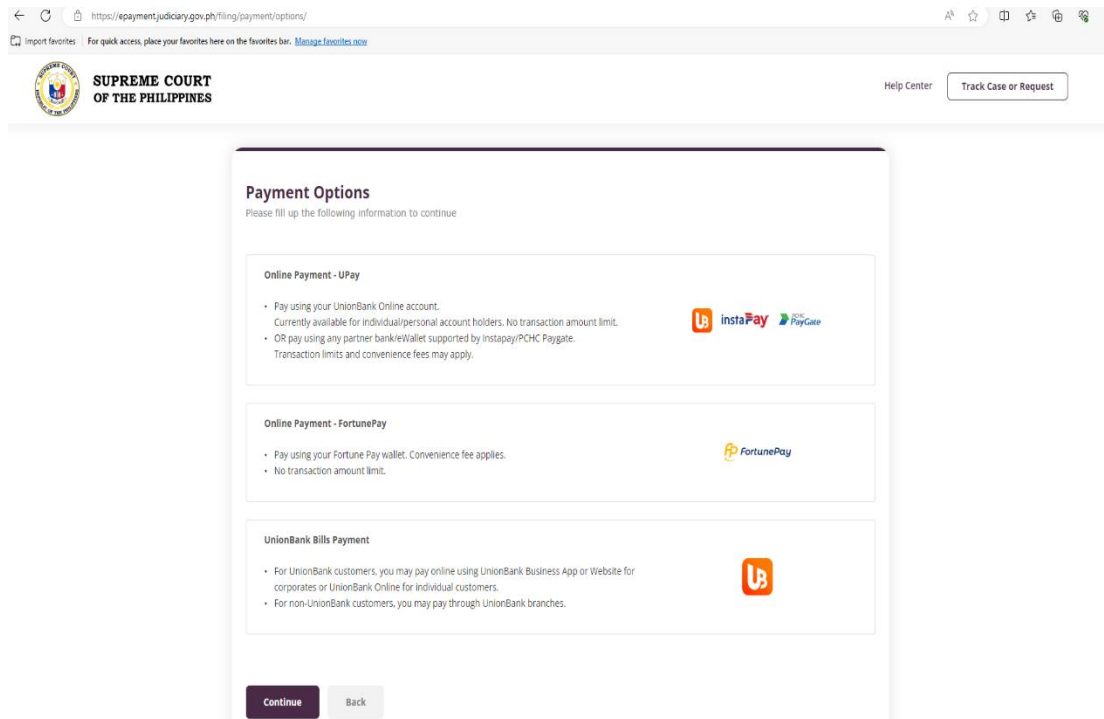 https://epayment.judiciary.gov.ph/filing/payment/options/
Import favorites For quick access, place your favorites here on the favorites bar. Manage favorites now
SUPREME COURT
OF THE PHILIPPINES
Help Center
Track Case or Request
Payment Options
Please fill up the following information to continue
Online Payment - UPay
• Pay using your UnionBank Online account.
Currently available for individual/personal account holders. No transaction amount limit.
• OR pay using any partner bank/eWallet supported by Instapay/PCHC Paygate.
Transaction limits and convenience fees may apply.
UB instaPay PCHC PayGate
Online Payment - FortunePay
• Pay using your Fortune Pay wallet. Convenience fee applies.
• No transaction amount limit.
FP FortunePay
UnionBank Bills Payment
• For UnionBank customers, you may pay online using UnionBank Business App or Website for
corporates or UnionBank Online for individual customers.
• For non-UnionBank customers, you may pay through UnionBank branches.
UB
Continue
Back